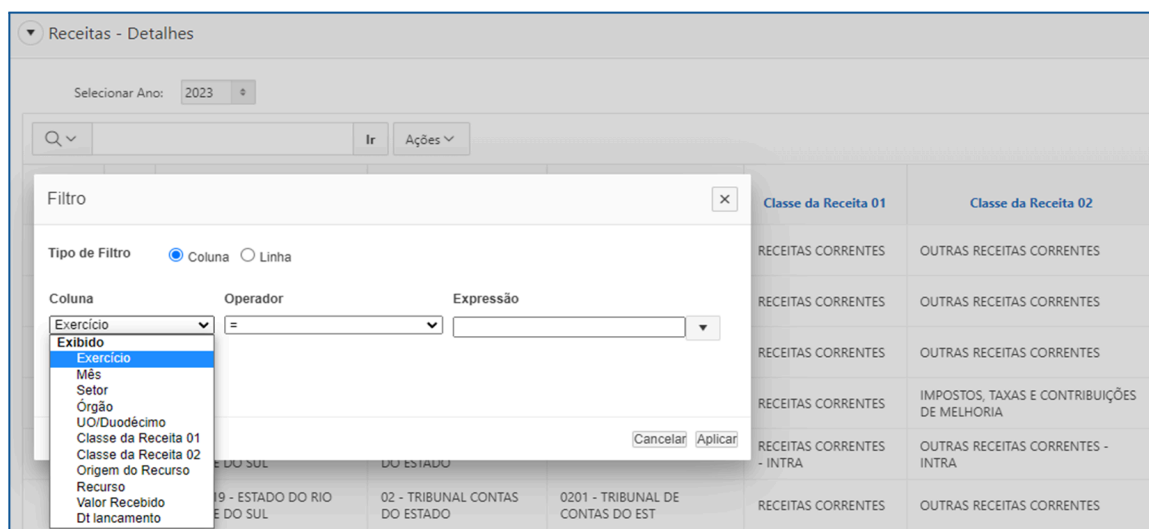 Receitas - Detalhes
Selecionar Ano: 2023
Ir Ações
Filtro
Classe da Receita 01 Classe da Receita 02
Tipo de Filtro Coluna Linha
RECEITAS CORRENTES OUTRAS RECEITAS CORRENTES
Coluna Operador Expressão
RECEITAS CORRENTES OUTRAS RECEITAS CORRENTES
Exercício =
Exibido
Exercício
RECEITAS CORRENTES OUTRAS RECEITAS CORRENTES
Mês
Setor
Órgão
RECEITAS CORRENTES IMPOSTOS, TAXAS E CONTRIBUIÇÕES
DE MELHORIA
UO/Duodécimo
Classe da Receita 01
Cancelar Aplicar
Classe da Receita 02
RECEITAS CORRENTES
- INTRA
OUTRAS RECEITAS CORRENTES -
INTRA
Origem do Recurso
E DO SUL DO ESTADO
Recurso
Valor Recebido
Dt lancamento
19 - ESTADO DO RIO
E DO SUL
02 - TRIBUNAL CONTAS
DO ESTADO
0201 - TRIBUNAL DE
CONTAS DO EST
RECEITAS CORRENTES OUTRAS RECEITAS CORRENTES